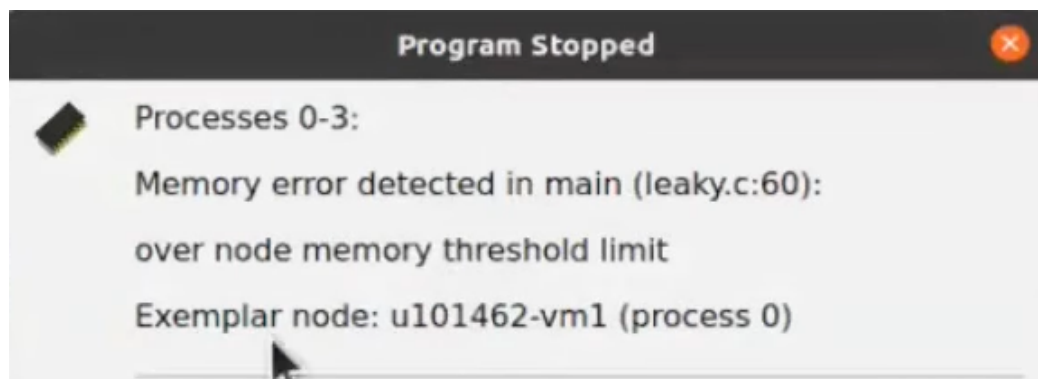 Program Stopped
Processes 0-3:
Memory error detected in main (leaky.c:60):
over node memory threshold limit
Exemplar node: u101462-vm1 (process 0)